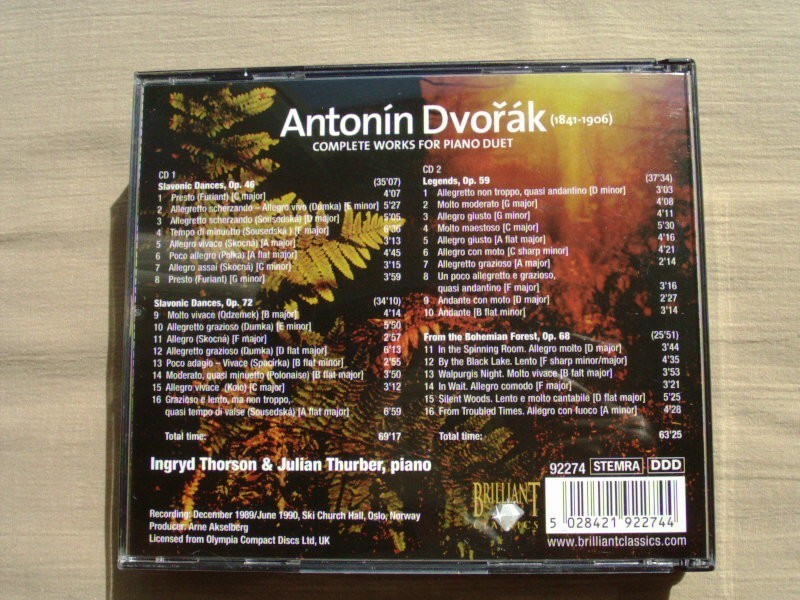 Antonín Dvořák (1841-1906)
COMPLETE WORKS FOR PIANO DUET
CD 1
Slavonic Dances, Op. 46 (35'07)
1 Presto (Furiant) [C major] 4'07
2 Allegretto scherzando - Allegro vivo (Dumka) [E minor] 5'27
3 Allegretto scherzando (Sousedská) [D major] 5'05
4 Tempo di minuetto (Sousedská ) [F major] 6'36
5 Allegro vivace (Skocná) [A major] 3'13
6 Poco allegro (Polka) [A flat major] 4'45
7 Allegro assai (Skocná) [C minor] 3'15
8 Presto (Furiant) [G minor] 3'59
Slavonic Dances, Op. 72 (34'10)
9 Molto vivace (Odzemek) [B major] 4'14
10 Allegretto grazioso (Dumka) [E minor] 5'50
11 Allegro (Skocná) [F major] 2'57
12 Allegretto grazioso (Dumka) [D flat major] 6'13
13 Poco adagio - Vivace (Spacirka) [B flat minor] 2'55
14 Moderato, quasi minuetto (Polonaise) [B flat major] 3'50
15 Allegro vivave (Kolo) [C major] 3'12
16 Grazioso e lento, ma non troppo,
quasi tempo di valse (Sousedská) [A flat major] 6'59
Total time: 69'17
CD 2
Legends, Op. 59 (37'34)
1 Allegretto non troppo, quasi andantino [D minor] 3'03
2 Molto moderato [G major] 4'08
3 Allegro giusto [G minor] 4'11
4 Molto maestoso [C major] 5'30
5 Allegro giusto [A flat major] 4'16
6 Allegro con moto [C sharp minor] 4'21
7 Allegretto grazioso [A major] 2'14
8 Un poco allegretto e grazioso,
quasi andantino [F major] 3'16
9 Andante con moto [D major] 2'27
10 Andante [B flat minor] 3'14
From the Bohemian Forest, Op. 68 (25'51)
11 In the Spinning Room. Allegro molto [D major] 3'44
12 By the Black Lake. Lento [F sharp minor/major] 4'35
13 Walpurgis Night. Molto vivace [B falt major] 3'53
14 In Wait. Allegro comodo [F major] 3'21
15 Silent Woods. Lento e molto cantabile [D flat major] 5'25
16 From Troubled Times. Allegro con fuoco [A minor] 4'28
Total time: 63'25
Ingryd Thorson & Julian Thurber, piano
Recording: December 1989/June 1990, Ski Church Hall, Oslo, Norway
Producer: Arne Akselberg
Licensed from Olympia Compact Discs Ltd, UK
92274 STEMRA DDD
BRILLIANT
5 028421 922744
www.brilliantclassics.com